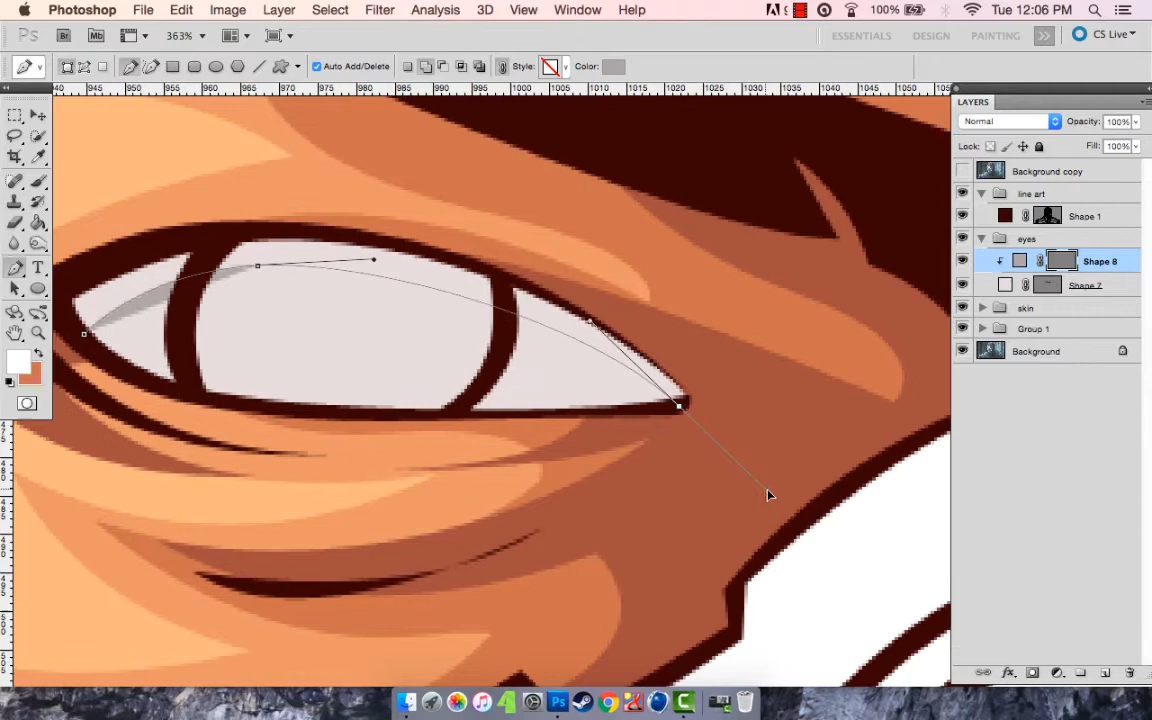 Photoshop File Edit Image Layer Select Filter Analysis 3D View Window Help 100% Tue 12:06 PM
Ps Br Mb 363% ESSENTIALS DESIGN PAINTING CS Live
Auto Add/Delete Style: Color:
945 950 955 960 965 970 975 980 985 990 995 1000 1005 1010 1015 1020 1025 1030 1035 1040 1045 1050
LAYERS
Normal Opacity: 100%
Lock: Fill: 100%
Background copy
line art
Shape 1
eyes
Shape 8
Shape 7
skin
Group 1
Background